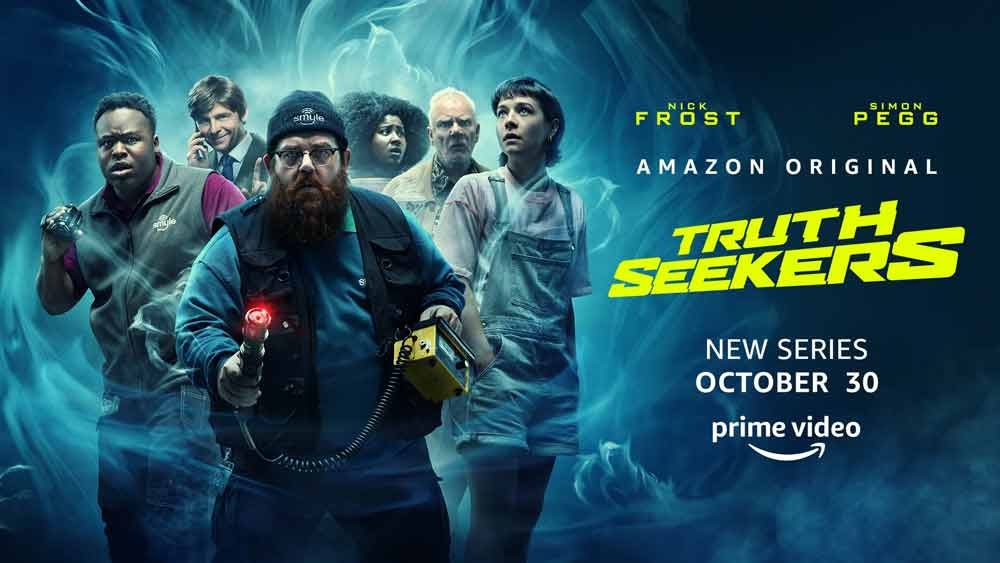 NICK
FROST
SIMON
PEGG
AMAZON ORIGINAL
TRUTH
SEEKERS
NEW SERIES
OCTOBER 30
prime video
smyle
smyle